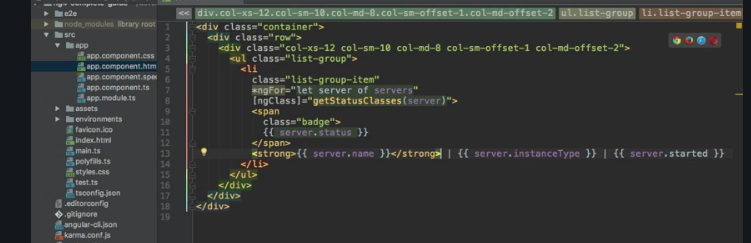 e2e
node_modules library root
src
app
app.component.css
app.component.htm
app.component.spe
app.component.ts
app.module.ts
assets
environments
favicon.ico
index.html
main.ts
polyfills.ts
styles.css
test.ts
tsconfig.json
.editorconfig
.gitignore
angular-cli.json
karma.conf.js
<< div.col-xs-12.col-sm-10.col-md-8.col-sm-offset-1.col-md-offset-2 ul.list-group li.list-group-item
1 <div class="container">
2 <div class="row">
3 <div class="col-xs-12 col-sm-10 col-md-8 col-sm-offset-1 col-md-offset-2">
4 <ul class="list-group">
5 <li
6 class="list-group-item"
7 *ngFor="let server of servers"
8 [ngClass]="getStatusClasses(server)">
9 <span
10 class="badge">
11 {{ server.status }}
12 </span>
13 <strong>{{ server.name }}</strong> | {{ server.instanceType }} | {{ server.started }}
14 </li>
15 </ul>
16 </div>
17 </div>
18 </div>
19